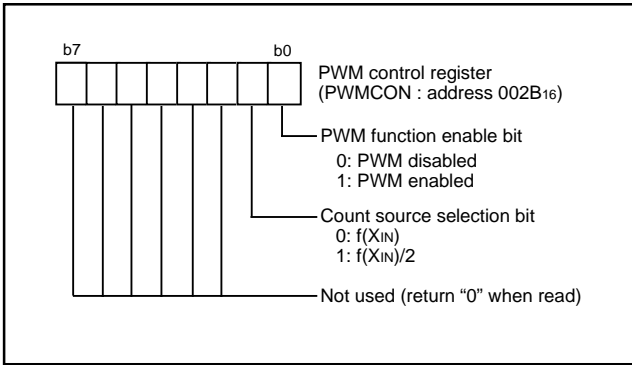 b7 b0
PWM control register
(PWMCON : address 002B16)
PWM function enable bit
0: PWM disabled
1: PWM enabled
Count source selection bit
0: f(XIN)
1: f(XIN)/2
Not used (return “0” when read)